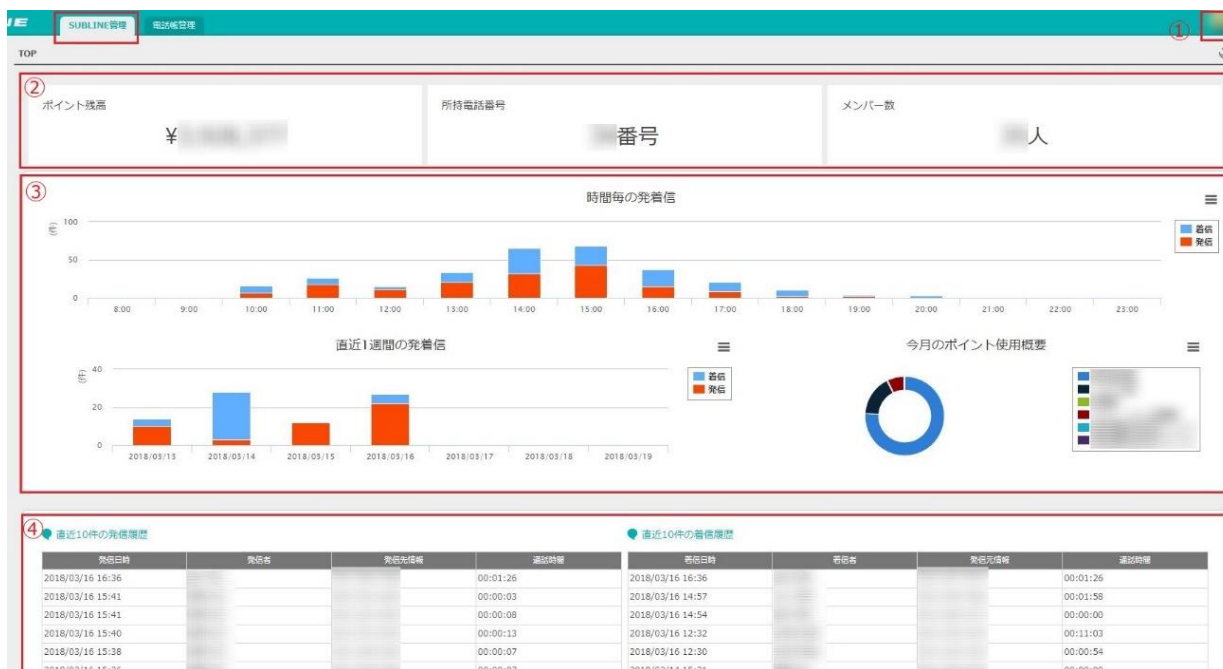 SUBLINE管理 電話帳管理
①
TOP
②
ポイント残高 所持電話番号 メンバー数
¥ 番号 人
③
時間毎の発着信
(件)
100
50
0
着信
発信
8:00 9:00 10:00 11:00 12:00 13:00 14:00 15:00 16:00 17:00 18:00 19:00 20:00 21:00 22:00 23:00
直近1週間の発着信
(件)
40
20
0
着信
発信
2018/03/13 2018/03/14 2018/03/15 2018/03/16 2018/03/17 2018/03/18 2018/03/19
今月のポイント使用概要
④
直近10件の発信履歴
発信日時 発信者 発信先情報 通話時間
2018/03/16 16:36 00:01:26
2018/03/16 15:41 00:00:03
2018/03/16 15:41 00:00:08
2018/03/16 15:40 00:00:13
2018/03/16 15:38 00:00:07
直近10件の着信履歴
着信日時 着信者 発信元情報 通話時間
2018/03/16 16:36 00:01:26
2018/03/16 14:57 00:01:58
2018/03/16 14:54 00:00:00
2018/03/16 12:32 00:11:03
2018/03/16 12:30 00:00:54